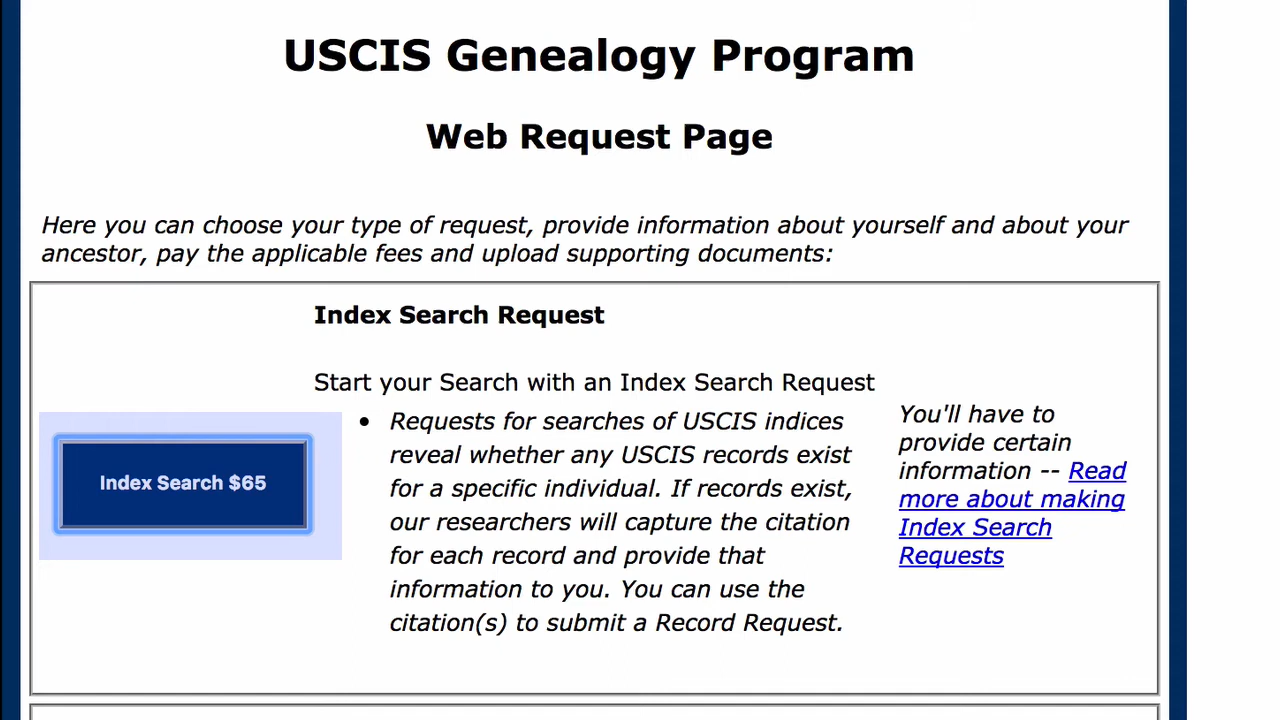 USCIS Genealogy Program
Web Request Page
Here you can choose your type of request, provide information about yourself and about your
ancestor, pay the applicable fees and upload supporting documents:
Index Search $65
Index Search Request
Start your Search with an Index Search Request
• Requests for searches of USCIS indices
reveal whether any USCIS records exist
for a specific individual. If records exist,
our researchers will capture the citation
for each record and provide that
information to you. You can use the
citation(s) to submit a Record Request.
You'll have to
provide certain
information -- Read
more about making
Index Search
Requests